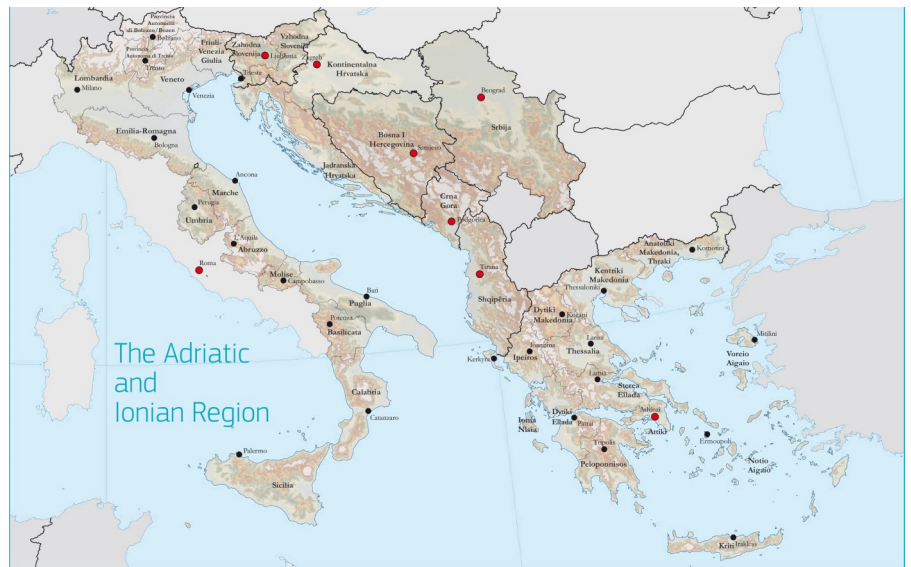 Provincia
Autonoma
di Bolzano/Bozen
Bolzano
Provincia
Autonoma di Trento
Trento
Friuli-
Venezia
Giulia
Zahodna
Slovenija
Ljubljana
Vzhodna
Slovenija
Zagreb
Kontinentalna
Hrvatska
Lombardia
Milano
Veneto
Venezia
Trieste
Beograd
Srbija
Emilia-Romagna
Bologna
Bosna I
Hercegovina
Sarajevo
Jadranska
Hrvatska
Ancona
Marche
Perugia
Umbria
Crna
Gora
Podgorica
L'Aquila
Abruzzo
Roma
Molise
Campobasso
Bari
Puglia
Tirana
Shqipëria
Anatoliki
Makedonia,
Thraki
Komotini
Kentriki
Makedonia
Thessaloniki
Potenza
Basilicata
Dytiki
Makedonia
Kozani
Larisa
Thessalia
Ioannina
Ipeiros
Kerkyra
Mitilini
Voreio
Aigaio
The Adriatic
and
Ionian Region
Calabria
Catanzaro
Lamia
Sterea
Ellada
Ionia
Nisia
Dytiki
Ellada
Patra
Athinai
Attiki
Ermoupoli
Tripolis
Peloponnisos
Notio
Aigaio
Palermo
Sicilia
Kriti
Irakleio